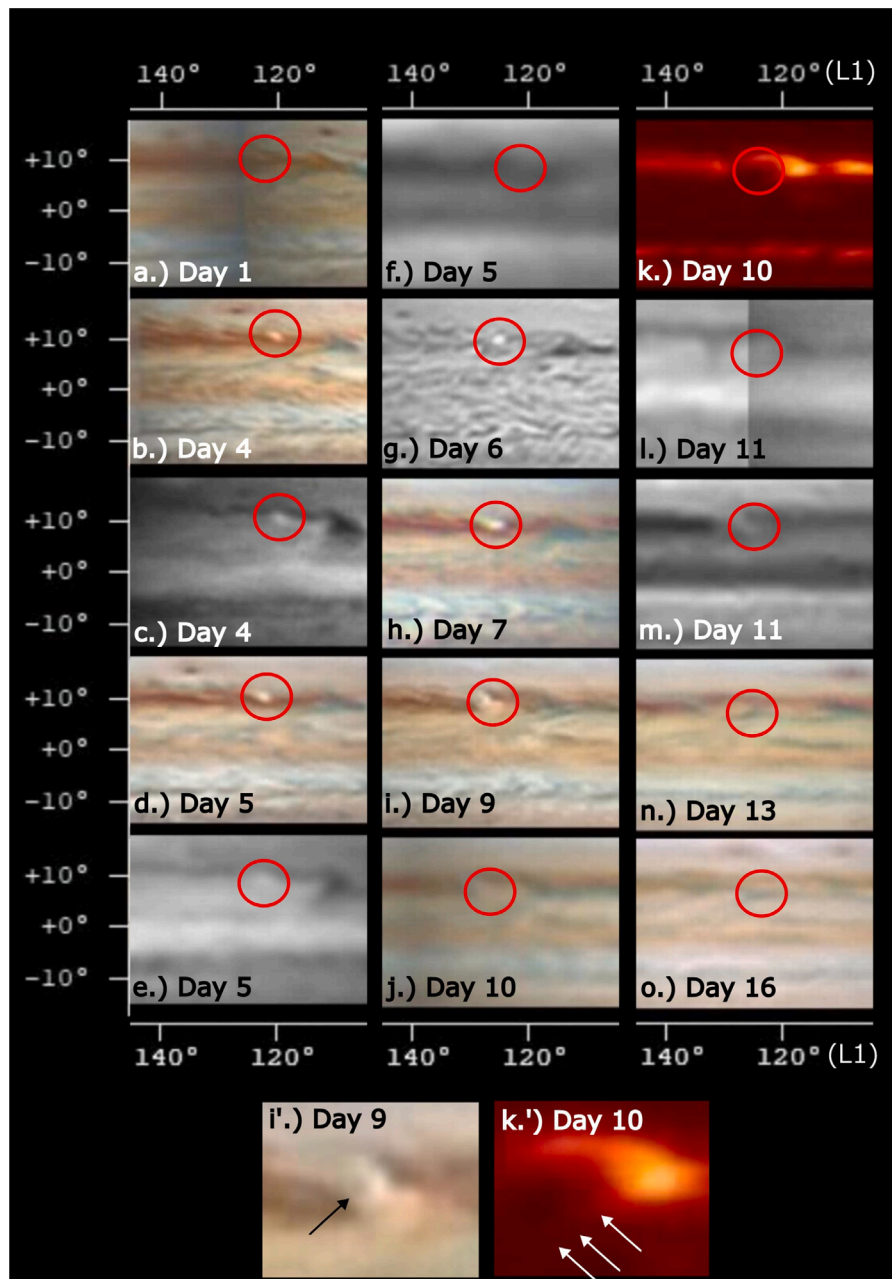 140° 120° 140° 120° 140° 120° (L1)
+10°
+0°
-10°
a.) Day 1 f.) Day 5 k.) Day 10
+10°
+0°
-10°
b.) Day 4 g.) Day 6 l.) Day 11
+10°
+0°
-10°
c.) Day 4 h.) Day 7 m.) Day 11
+10°
+0°
-10°
d.) Day 5 i.) Day 9 n.) Day 13
+10°
+0°
-10°
e.) Day 5 j.) Day 10 o.) Day 16
140° 120° 140° 120° 140° 120° (L1)
i'.) Day 9 k.') Day 10